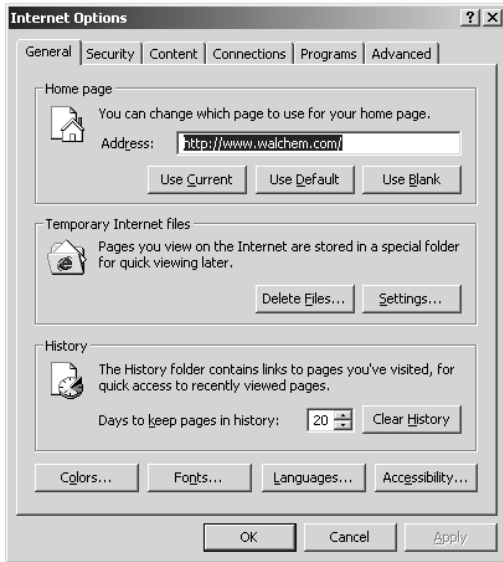 Internet Options
General Security Content Connections Programs Advanced
Home page
You can change which page to use for your home page.
Address: http://www.walchem.com/
Use Current Use Default Use Blank
Temporary Internet files
Pages you view on the Internet are stored in a special folder
for quick viewing later.
Delete Files... Settings...
History
The History folder contains links to pages you've visited, for
quick access to recently viewed pages.
Days to keep pages in history: 20 Clear History
Colors... Fonts... Languages... Accessibility...
OK Cancel Apply